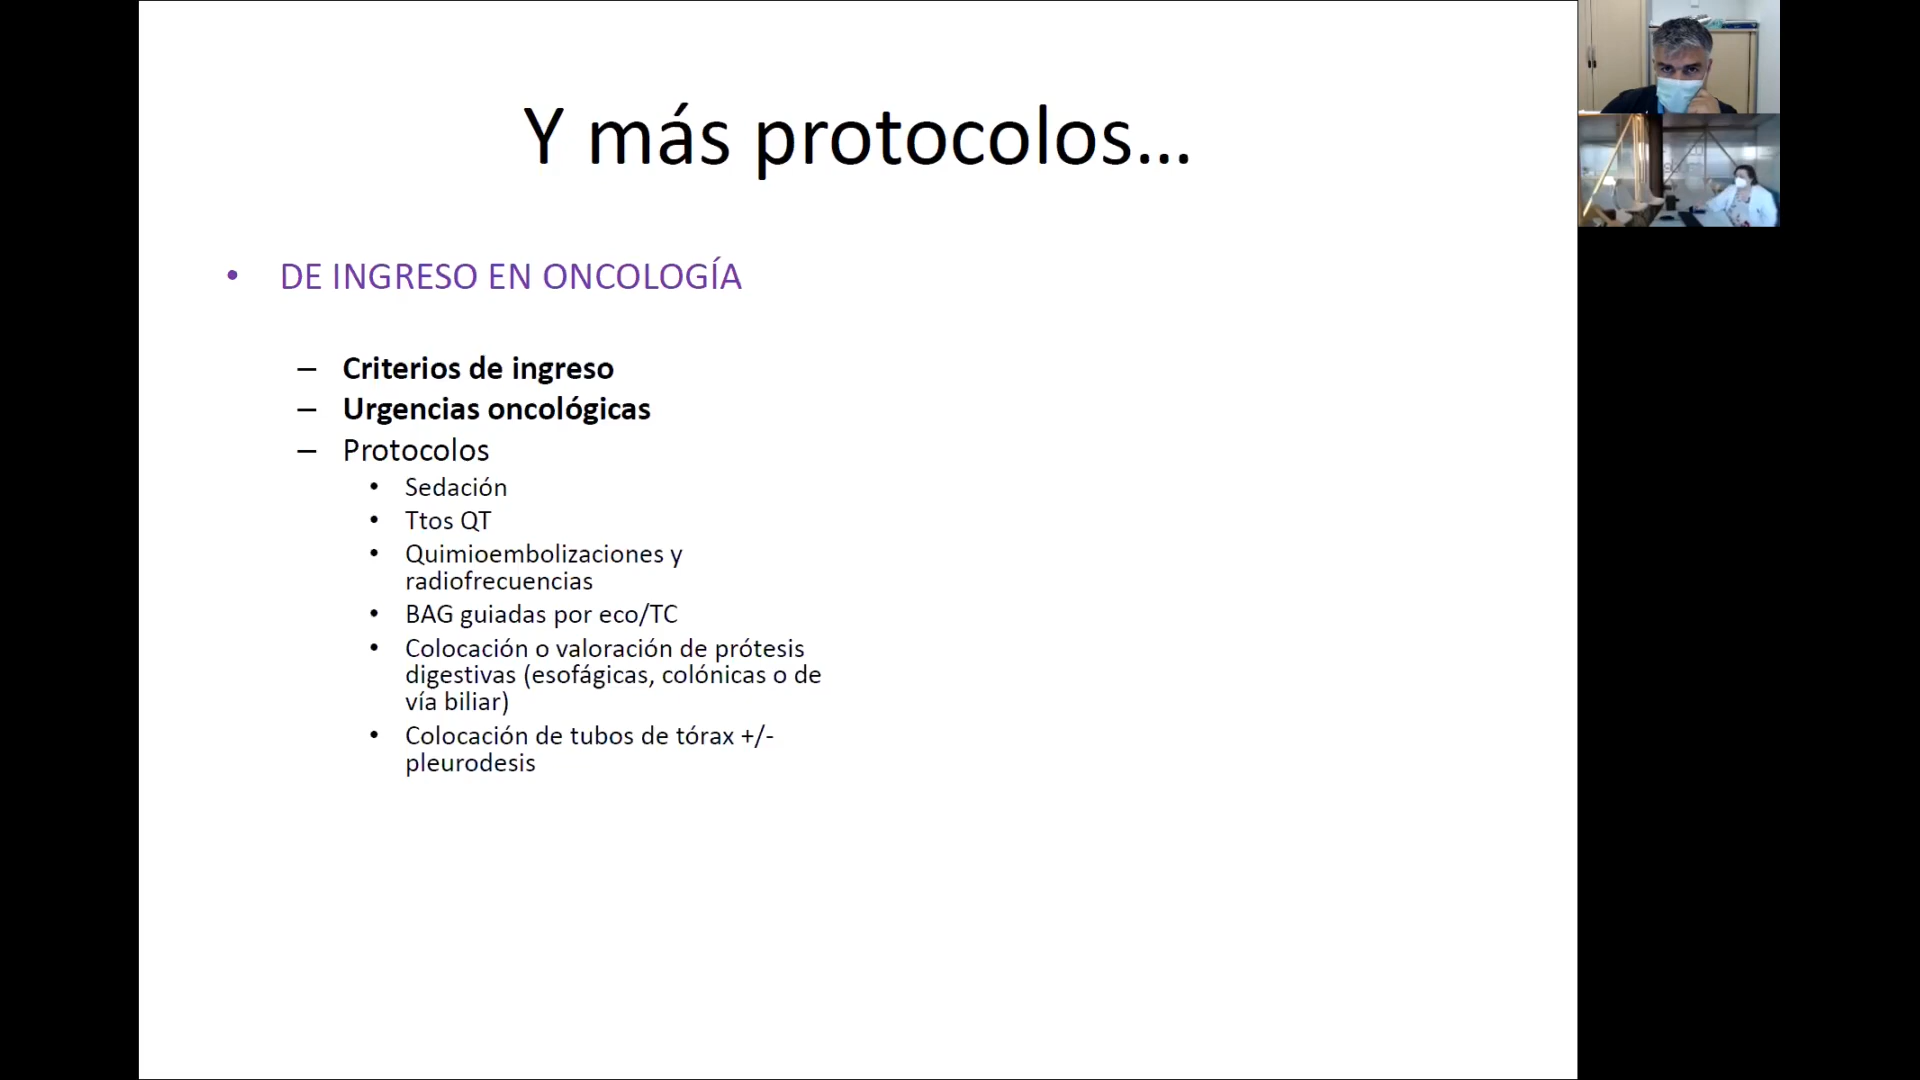 Y más protocolos...
• DE INGRESO EN ONCOLOGÍA
– Criterios de ingreso
– Urgencias oncológicas
– Protocolos
• Sedación
• Ttos QT
• Quimioembolizaciones y
radiofrecuencias
• BAG guiadas por eco/TC
• Colocación o valoración de prótesis
digestivas (esofágicas, colónicas o de
vía biliar)
• Colocación de tubos de tórax +/-
pleurodesis